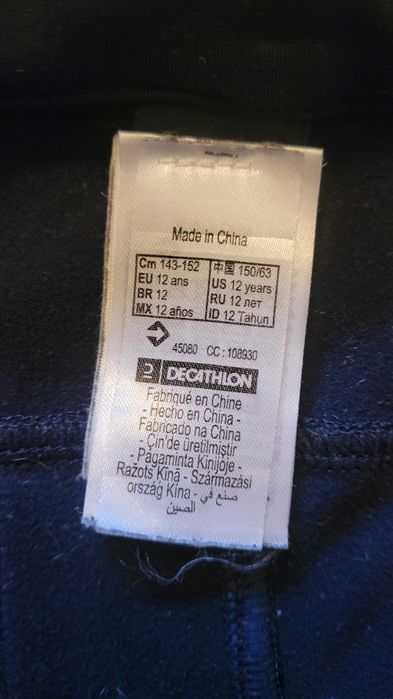 Made in China
Cm 143-152
中国 150/63
EU 12 ans
US 12 years
BR 12
RU 12 лет
MX 12 años
ID 12 Tahun
45080 CC : 108930
DECATHLON
Fabriqué en Chine
- Hecho en China -
Fabricado na China
- Çin'de üretilmiştir
- Pagaminta Kinijoje -
Ražots Ķīnā - Származási
ország Kína - صنع في
الصين